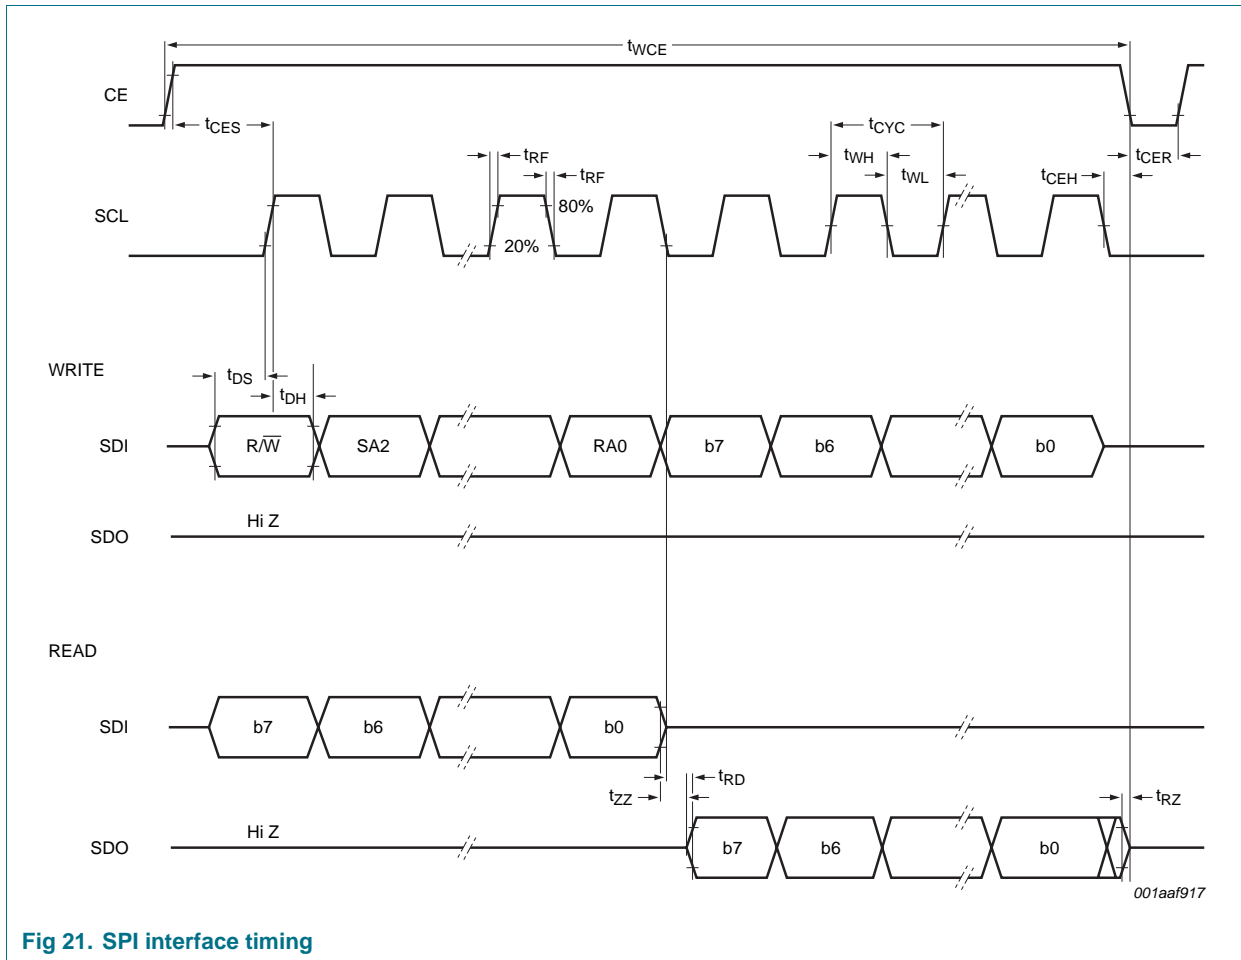 tWCE
CE
tCES
tCYC
tRF
tWH
tCER
tRF
tWL
tCEH
SCL
80%
20%
WRITE
tDS
tDH
SDI
R/W̅
SA2
RA0
b7
b6
b0
Hi Z
SDO
READ
SDI
b7
b6
b0
tRD
tZZ
tRZ
Hi Z
SDO
b7
b6
b0
001aaf917
Fig 21. SPI interface timing